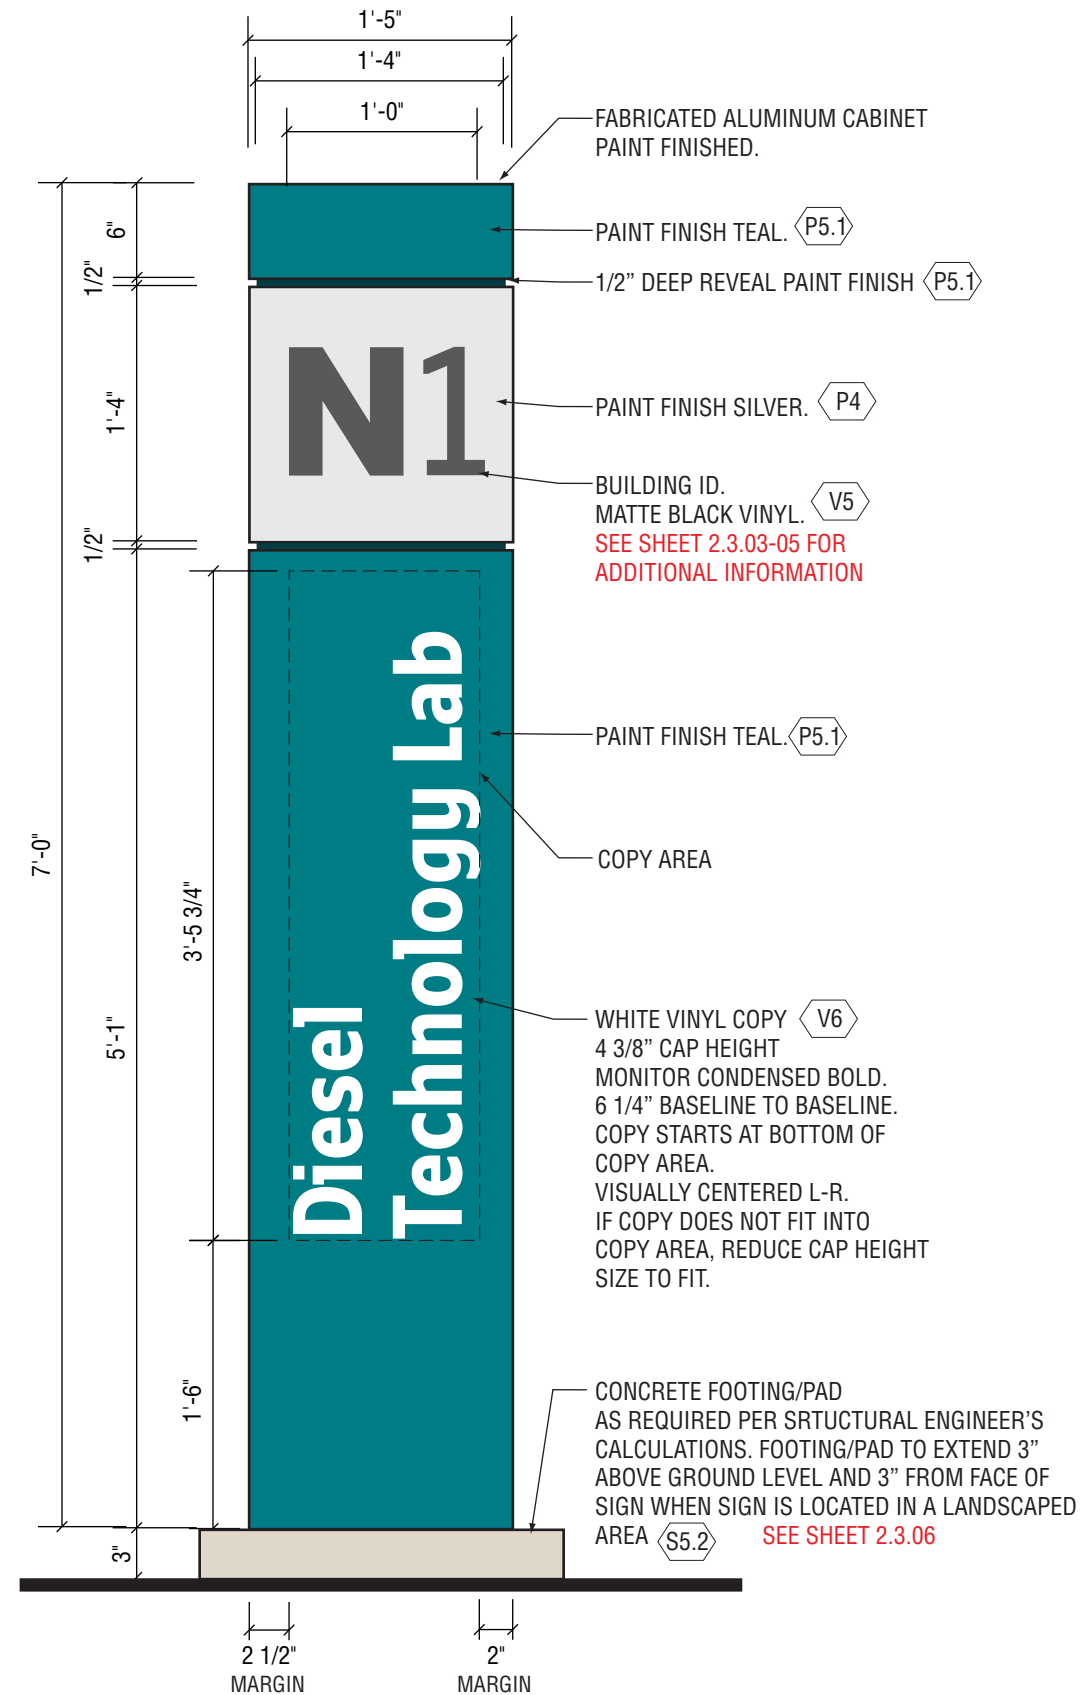 1'-5"
1'-4"
1'-0"
FABRICATED ALUMINUM CABINET
PAINT FINISHED.
6"
PAINT FINISH TEAL. P5.1
1/2"
1/2” DEEP REVEAL PAINT FINISH P5.1
N1
1'-4"
PAINT FINISH SILVER. P4
BUILDING ID.
MATTE BLACK VINYL. V5
SEE SHEET 2.3.03-05 FOR
ADDITIONAL INFORMATION
1/2"
Diesel
Technology Lab
PAINT FINISH TEAL. P5.1
7'-0"
COPY AREA
3'-5 3/4"
5'-1"
WHITE VINYL COPY V6
4 3/8” CAP HEIGHT
MONITOR CONDENSED BOLD.
6 1/4” BASELINE TO BASELINE.
COPY STARTS AT BOTTOM OF
COPY AREA.
VISUALLY CENTERED L-R.
IF COPY DOES NOT FIT INTO
COPY AREA, REDUCE CAP HEIGHT
SIZE TO FIT.
1'-6"
CONCRETE FOOTING/PAD
AS REQUIRED PER SRTUCTURAL ENGINEER’S
CALCULATIONS. FOOTING/PAD TO EXTEND 3”
ABOVE GROUND LEVEL AND 3” FROM FACE OF
SIGN WHEN SIGN IS LOCATED IN A LANDSCAPED
AREA S5.2 SEE SHEET 2.3.06
3"
2 1/2"
MARGIN
2"
MARGIN